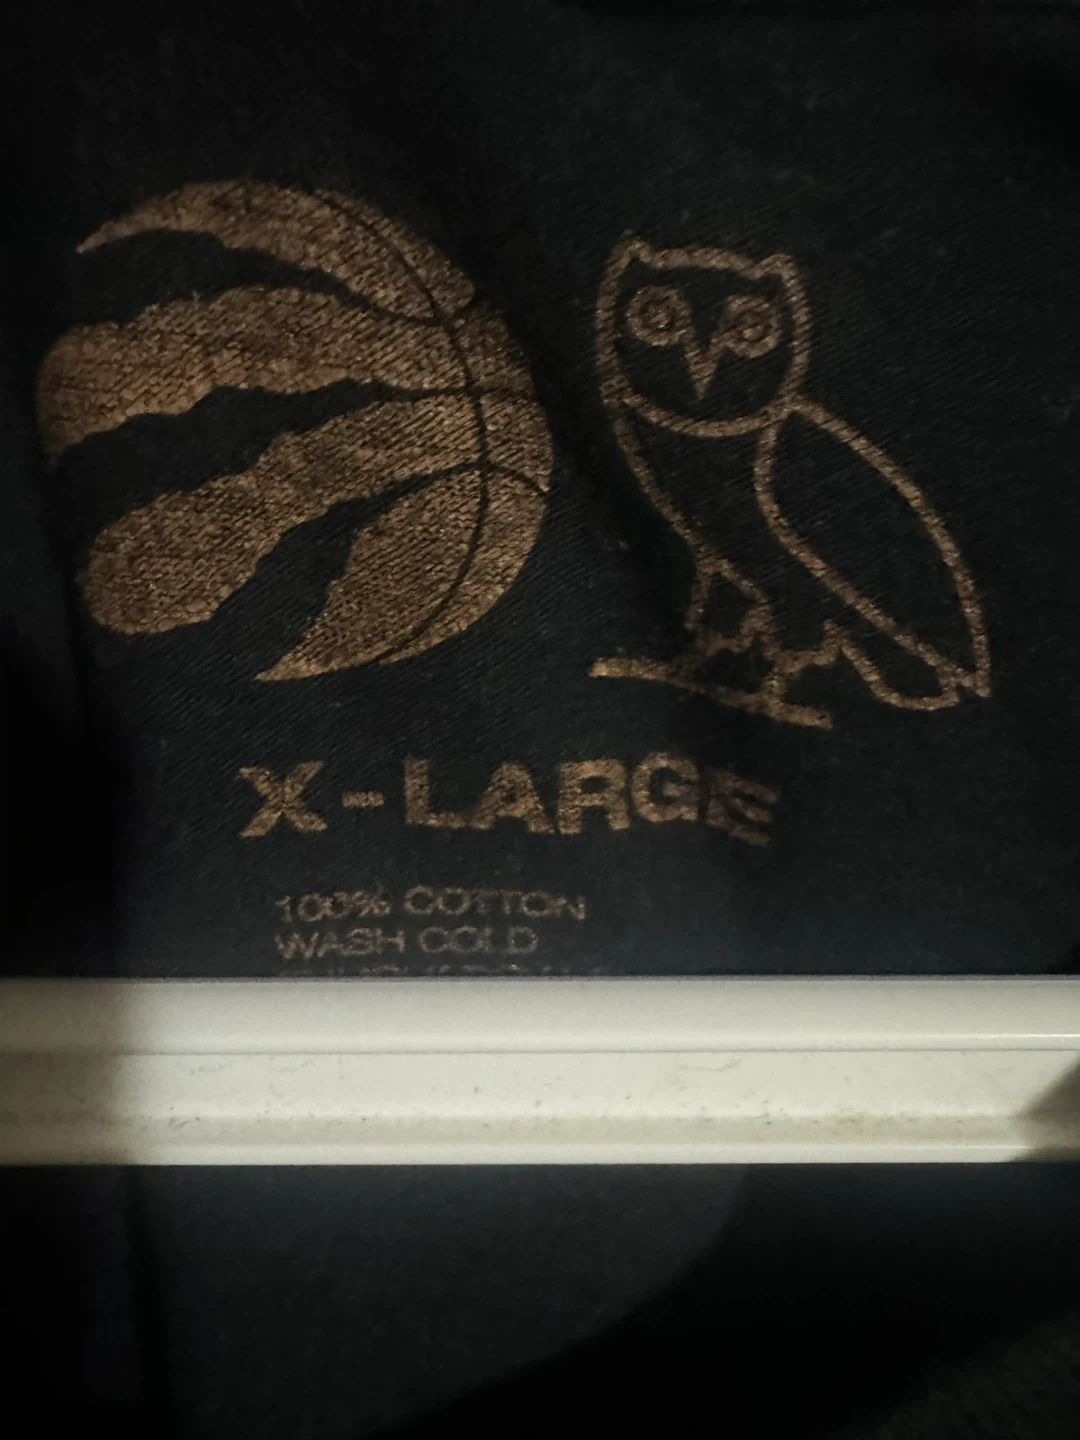 X-LARGE
100% COTTON
WASH COLD